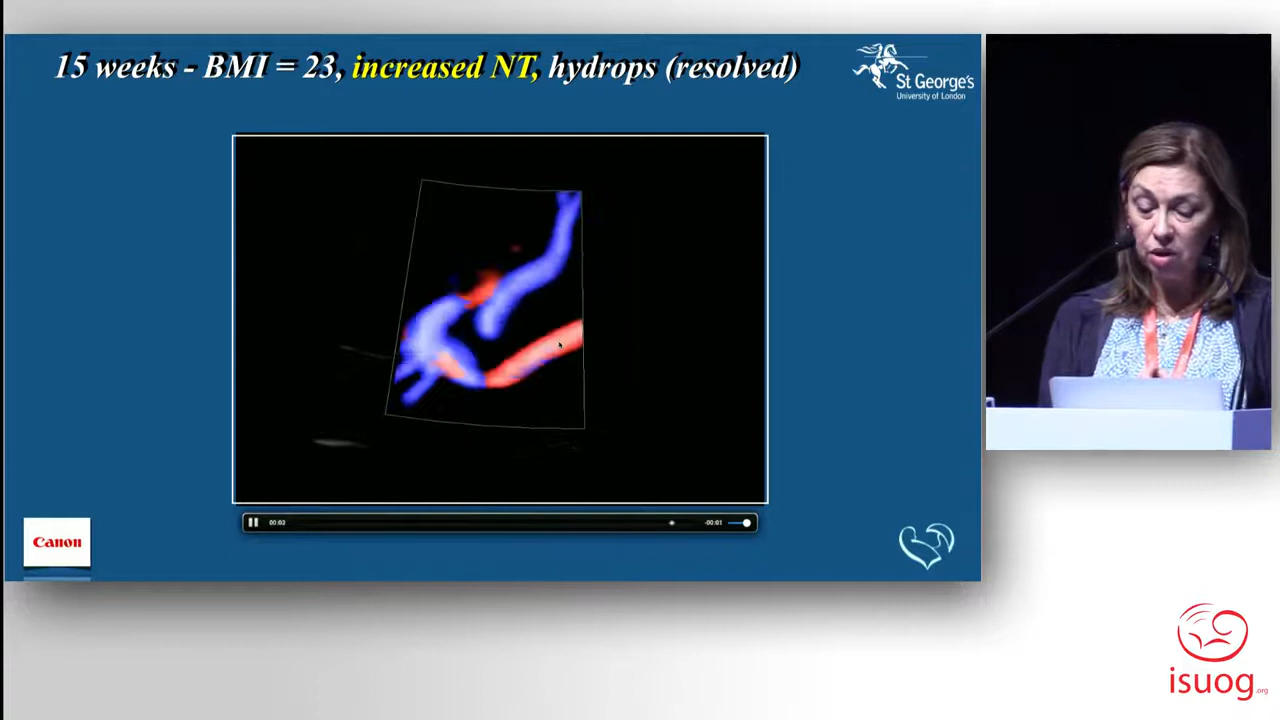 15 weeks - BMI = 23, increased NT, hydrops (resolved)
St George's
University of London
00:03
-00:01
Canon
isuog.org